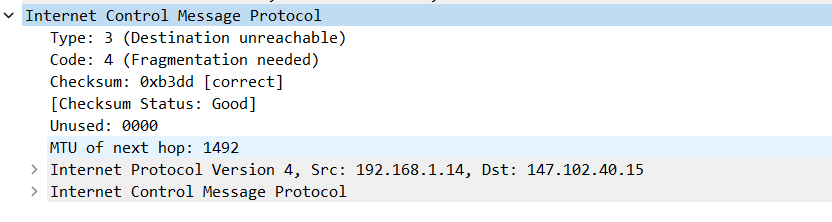 Internet Control Message Protocol
Type: 3 (Destination unreachable)
Code: 4 (Fragmentation needed)
Checksum: 0xb3dd [correct]
[Checksum Status: Good]
Unused: 0000
MTU of next hop: 1492
Internet Protocol Version 4, Src: 192.168.1.14, Dst: 147.102.40.15
Internet Control Message Protocol